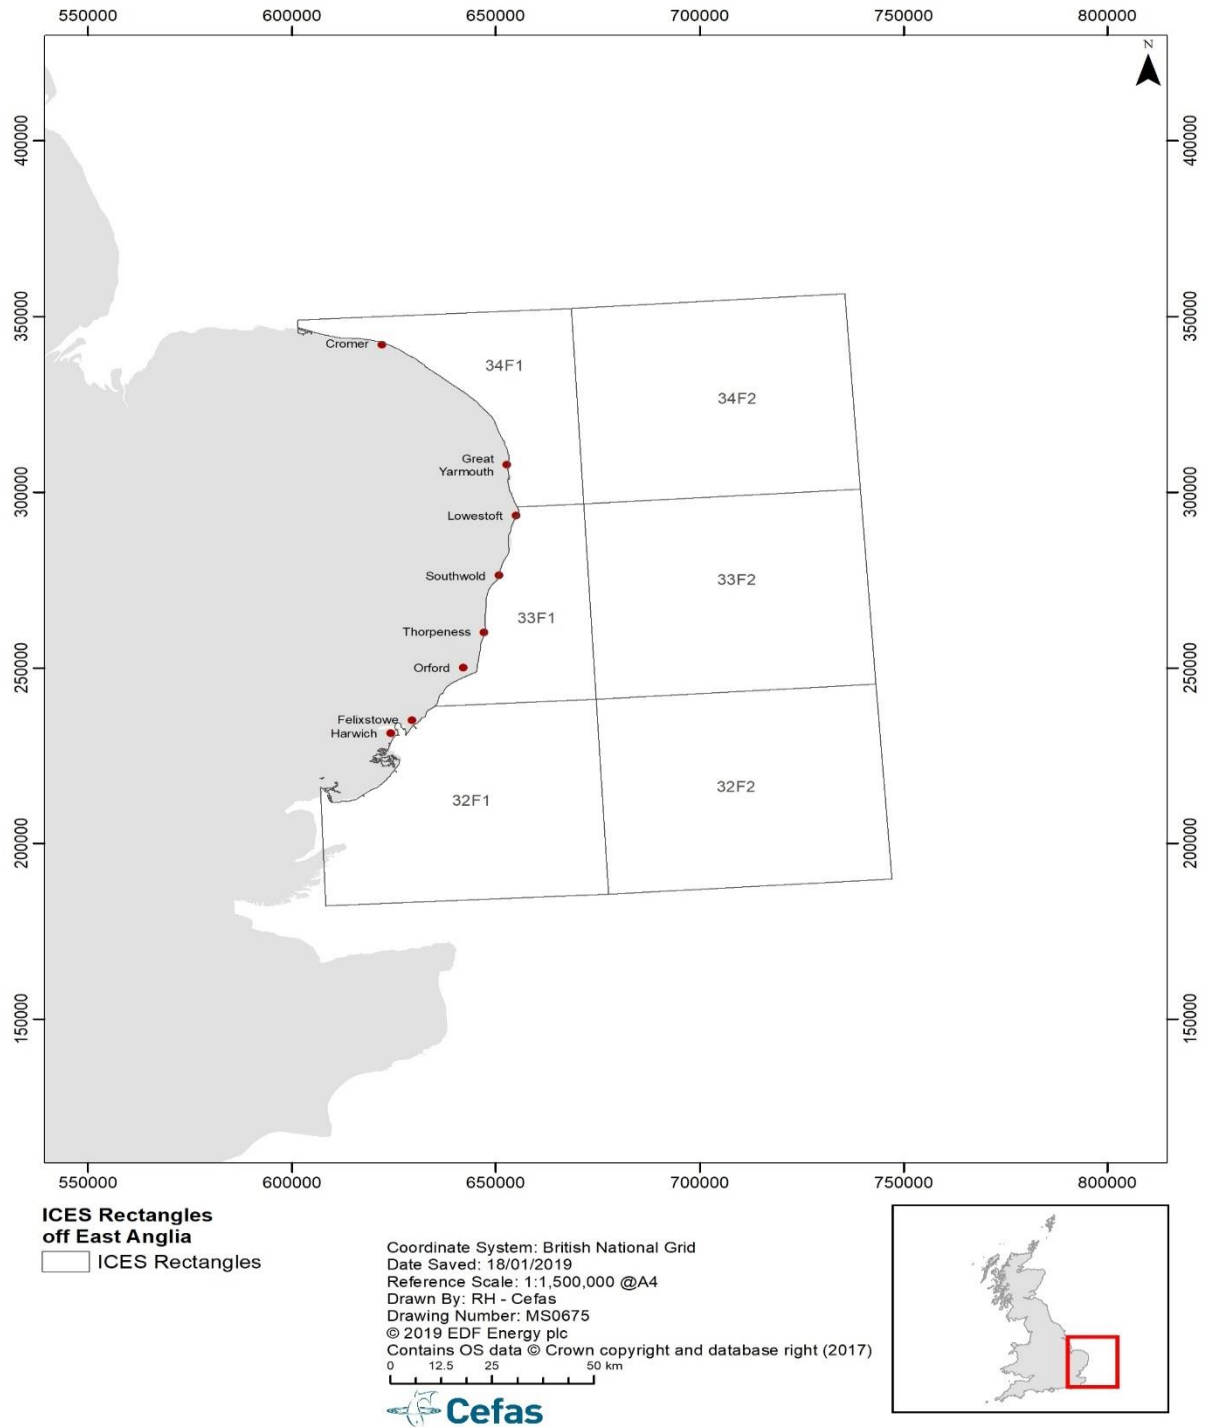 550000 600000 650000 700000 750000 800000
N
400000 400000
350000 350000
Cromer
34F1
34F2
Great
Yarmouth
300000 300000
Lowestoft
Southwold
33F2
33F1
Thorpeness
Orford
250000 250000
Felixstowe
Harwich
32F2
32F1
200000 200000
150000 150000
550000 600000 650000 700000 750000 800000
ICES Rectangles
off East Anglia
ICES Rectangles
Coordinate System: British National Grid
Date Saved: 18/01/2019
Reference Scale: 1:1,500,000 @A4
Drawn By: RH - Cefas
Drawing Number: MS0675
© 2019 EDF Energy plc
Contains OS data © Crown copyright and database right (2017)
0 12.5 25 50 km
Cefas